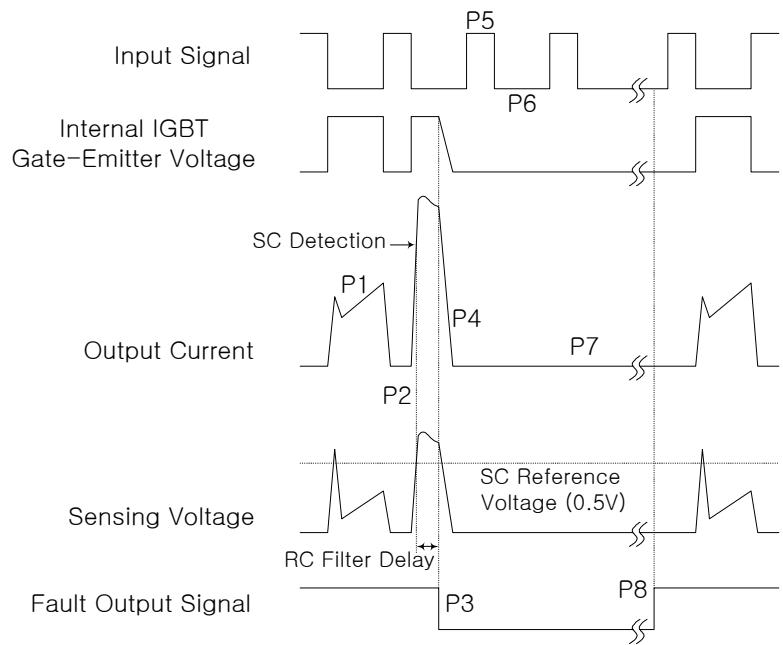 P5
Input Signal
P6
Internal IGBT
Gate-Emitter Voltage
SC Detection
P1
P4
Output Current
P7
P2
SC Reference
Voltage (0.5V)
Sensing Voltage
RC Filter Delay
Fault Output Signal
P3
P8